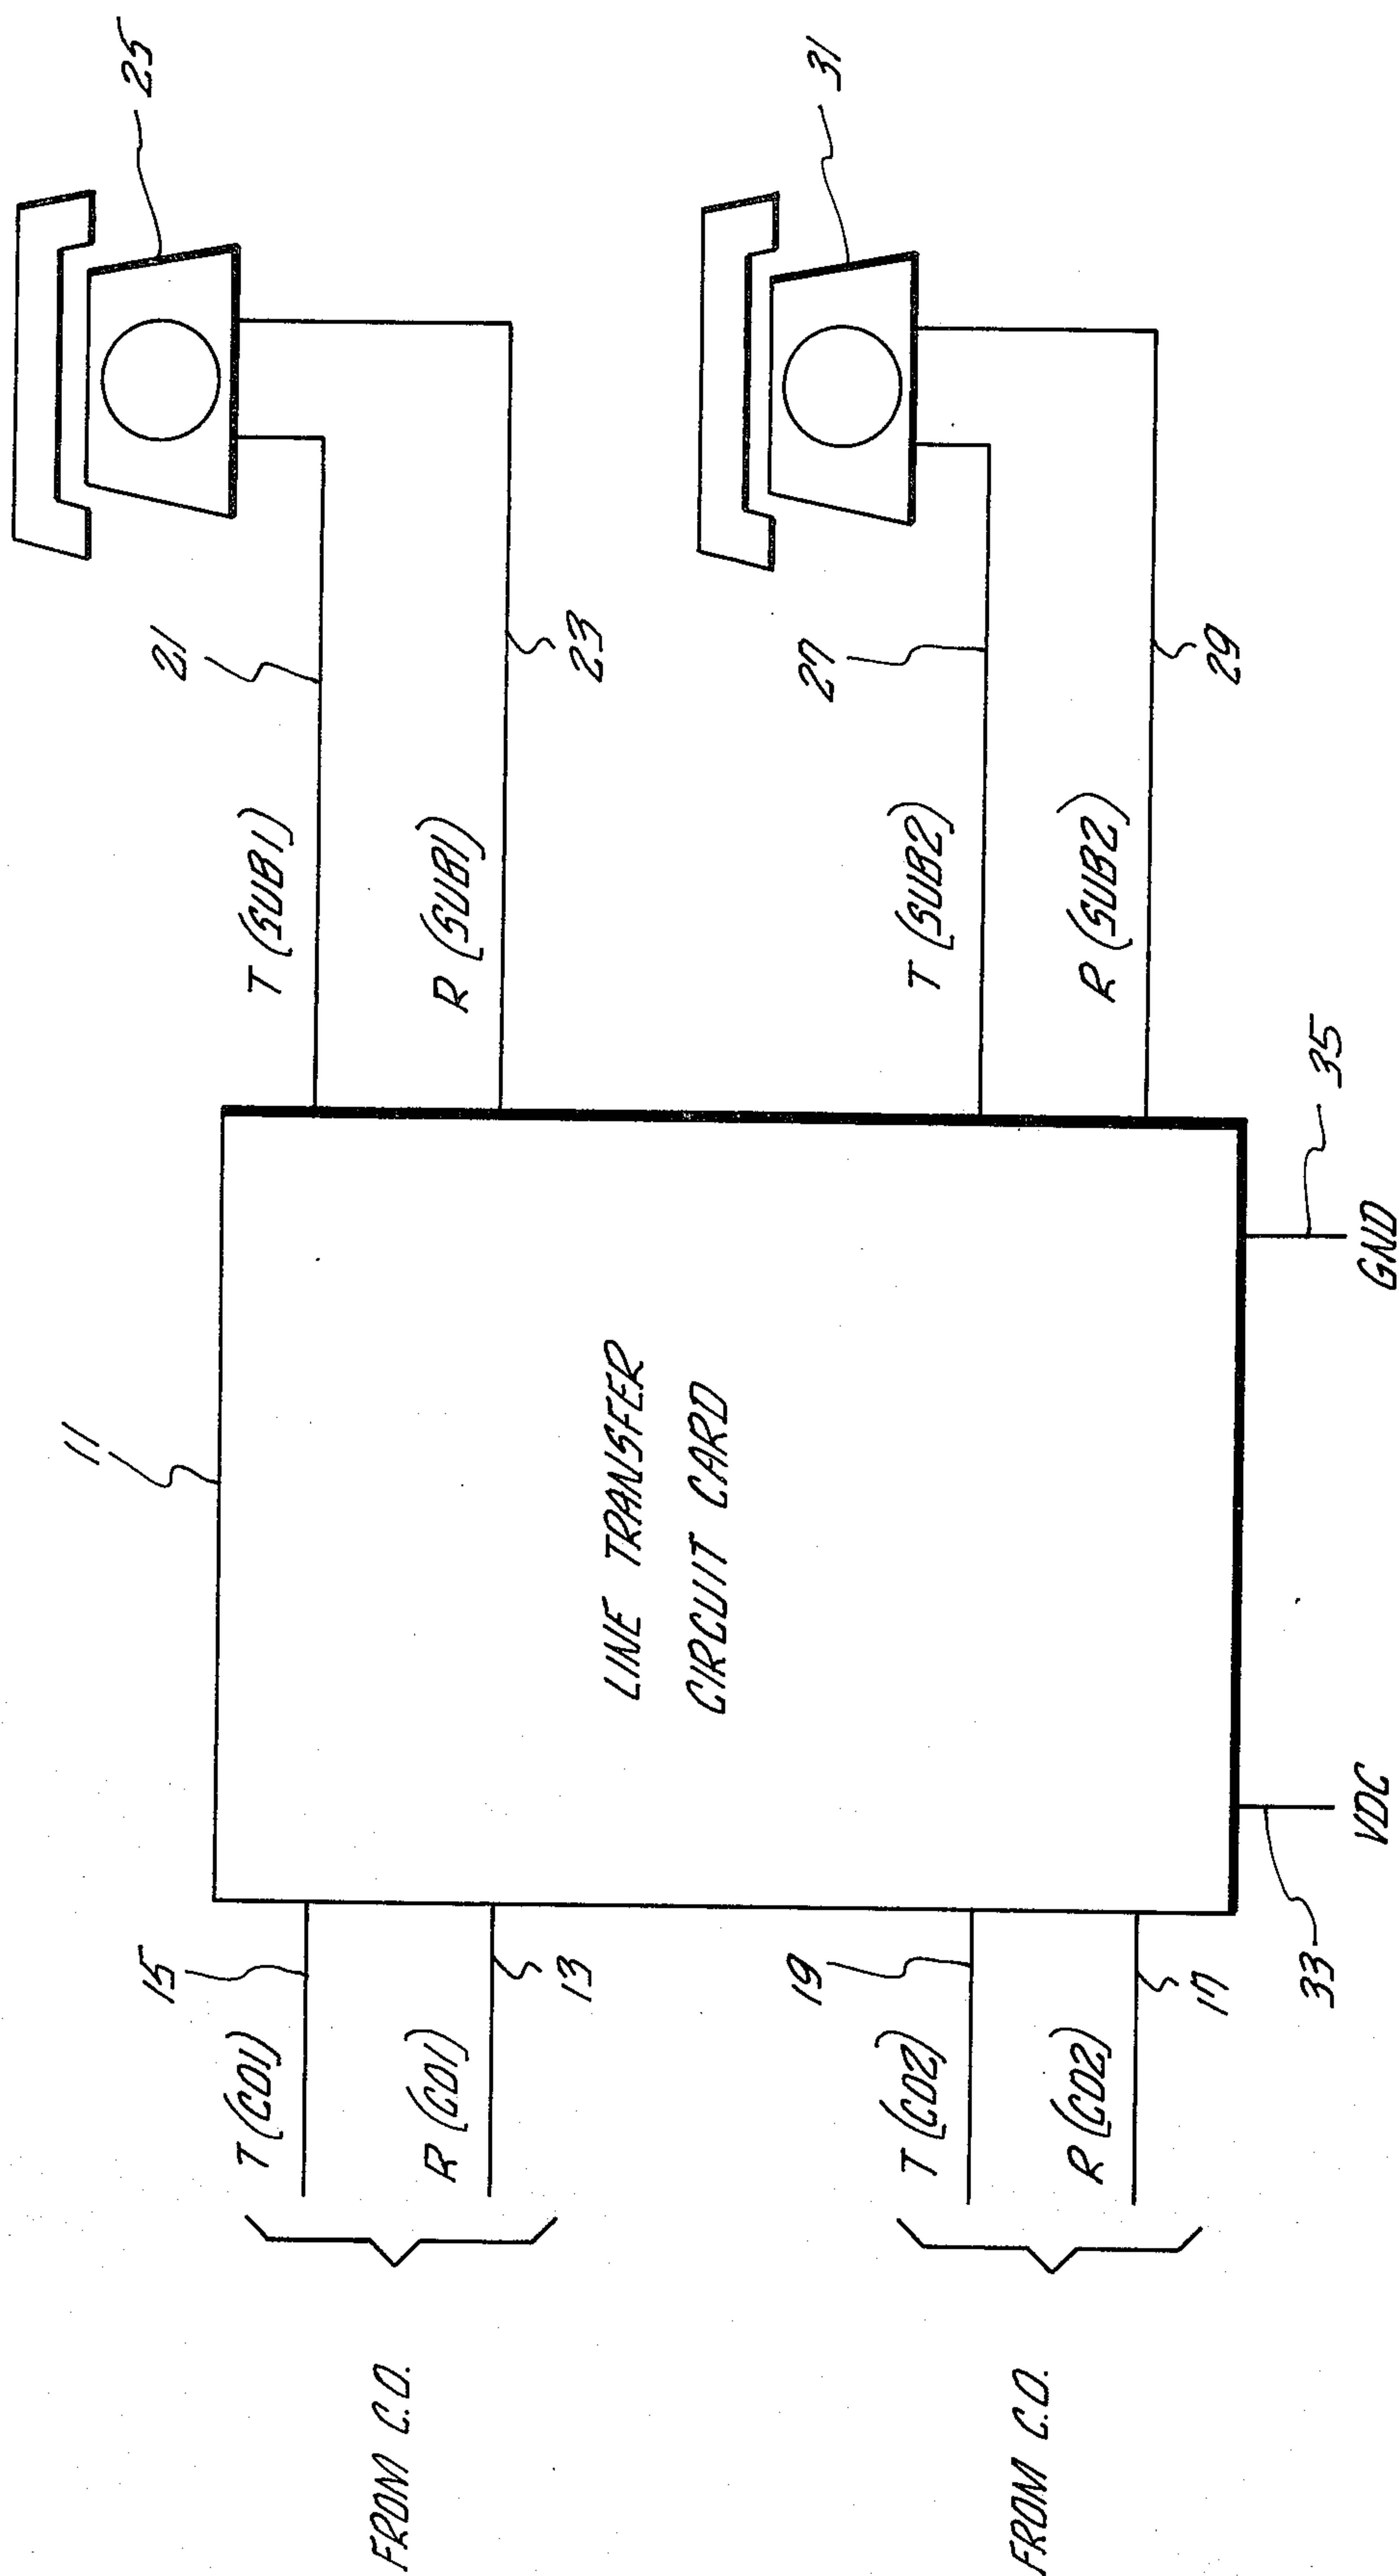 25
11
21
T (SUB1)
15
T (CO1)
R (SUB1)
23
FROM C.O.
R (CO1)
13
LINE TRANSFER
CIRCUIT CARD
31
27
T (SUB2)
19
T (CO2)
R (SUB2)
29
FROM C.O.
R (CO2)
17
33
VDC
35
GND